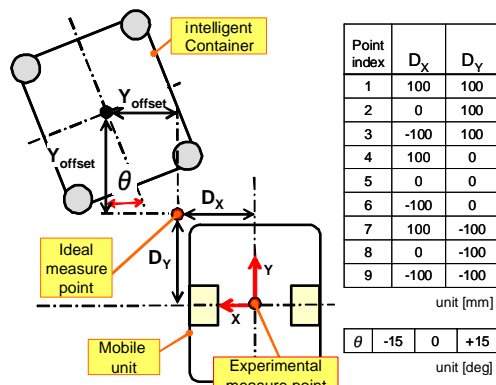 intelligent
Container
Yoffset
Yoffset
θ
DX
Ideal
measure
point
DY
Y
X
Mobile
unit
Experimental
measure point
Point index DX DY
1 100 100
2 0 100
3 -100 100
4 100 0
5 0 0
6 -100 0
7 100 -100
8 0 -100
9 -100 -100
unit [mm]
θ -15 0 +15
unit [deg]